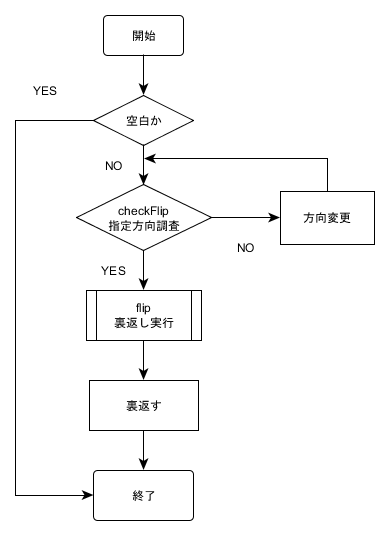 開始
YES
空白か
NO
checkFlip
指定方向調査
方向変更
NO
YES
flip
裏返し実行
裏返す
終了